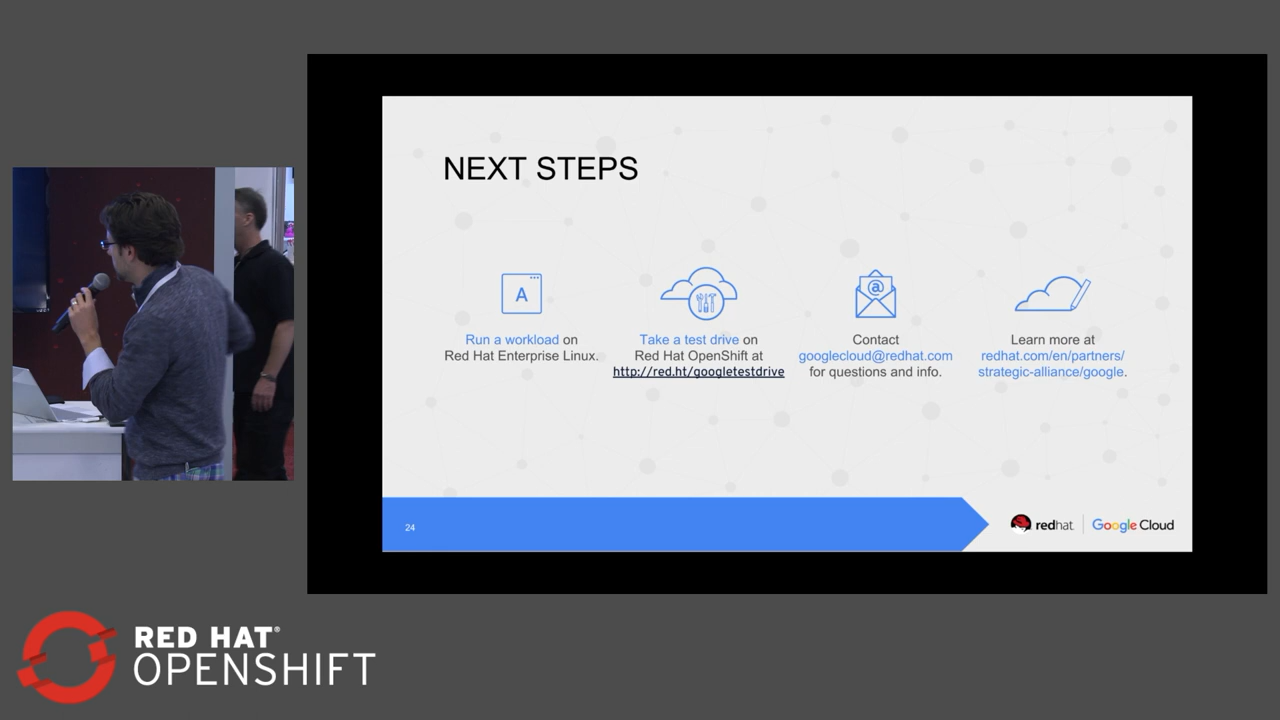 NEXT STEPS
A
Run a workload on
Red Hat Enterprise Linux.
Take a test drive on
Red Hat OpenShift at
http://red.ht/googletestdrive
@
Contact
googlecloud@redhat.com
for questions and info.
Learn more at
redhat.com/en/partners/
strategic-alliance/google.
24
redhat
Google Cloud
RED HAT®
OPENSHIFT